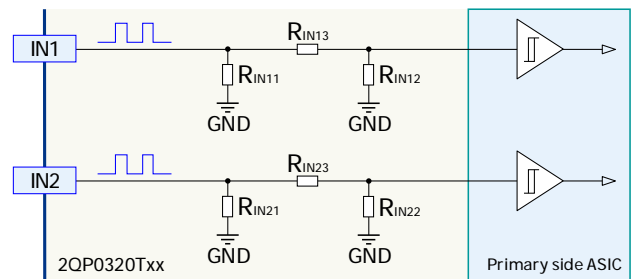 IN1
RIN13
RIN11
RIN12
GND
GND
IN2
RIN23
RIN21
RIN22
GND
GND
2QP0320Txx
Primary side ASIC